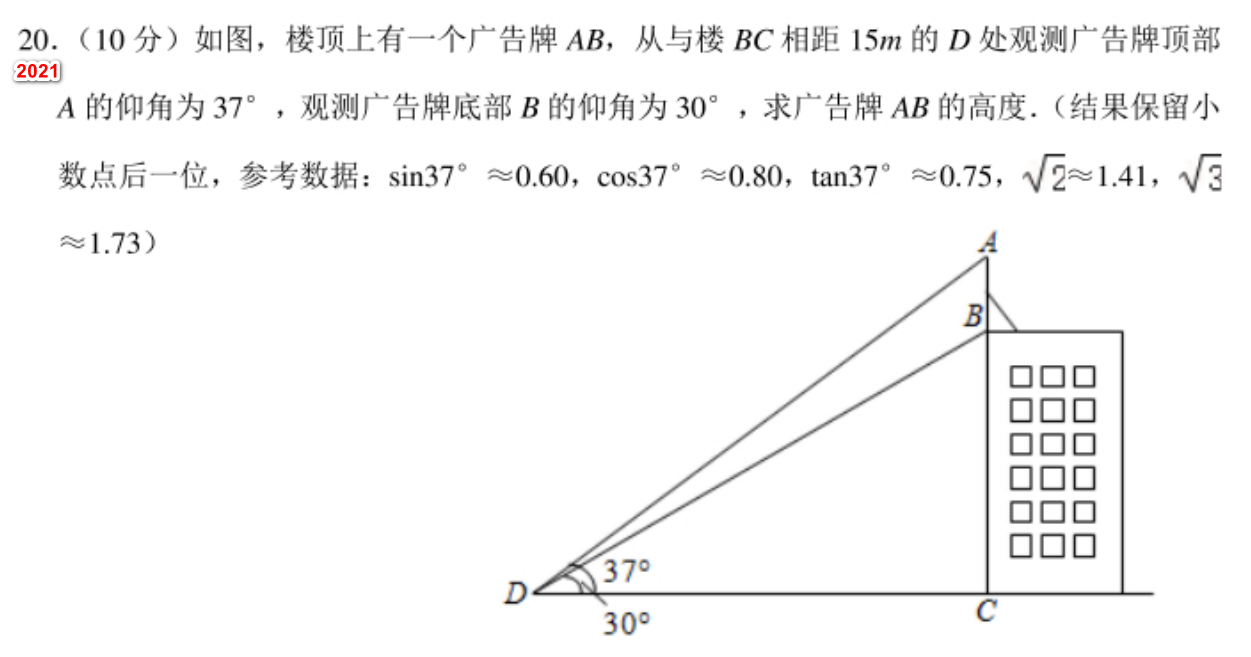 20.（10 分）如图，楼顶上有一个广告牌 AB，从与楼 BC 相距 15m 的 D 处观测广告牌顶部
2021
A 的仰角为 37°，观测广告牌底部 B 的仰角为 30°，求广告牌 AB 的高度.（结果保留小
数点后一位，参考数据：sin37°≈0.60，cos37°≈0.80，tan37°≈0.75，√2≈1.41，√3
≈1.73）
A
B
37°
D
C
30°